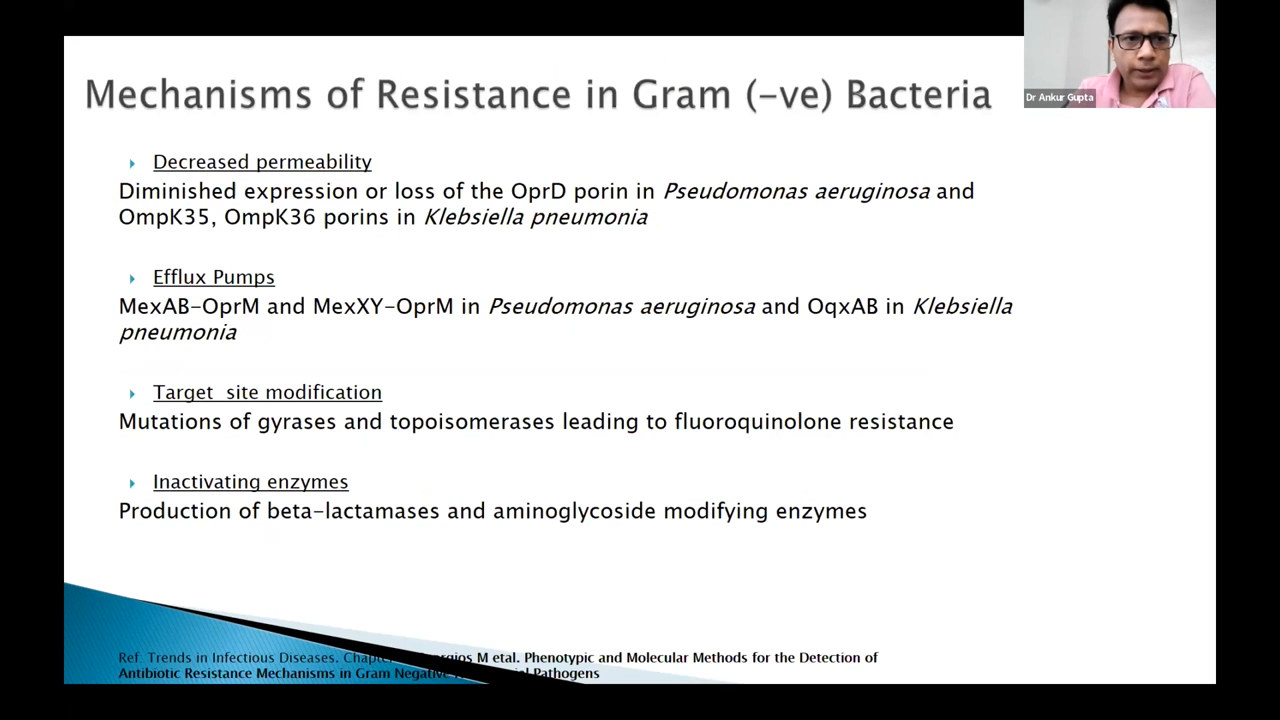 Mechanisms of Resistance in Gram (-ve) Bacteria
Dr Ankur Gupta
Decreased permeability
Diminished expression or loss of the OprD porin in Pseudomonas aeruginosa and
OmpK35, OmpK36 porins in Klebsiella pneumonia
Efflux Pumps
MexAB-OprM and MexXY-OprM in Pseudomonas aeruginosa and OqxAB in Klebsiella
pneumonia
Target site modification
Mutations of gyrases and topoisomerases leading to fluoroquinolone resistance
Inactivating enzymes
Production of beta-lactamases and aminoglycoside modifying enzymes
Ref: Trends in Infectious Diseases. M etal. Phenotypic and Molecular Methods for the Detection of
Antibiotic Resistance Mechanisms in Gram Pathogens